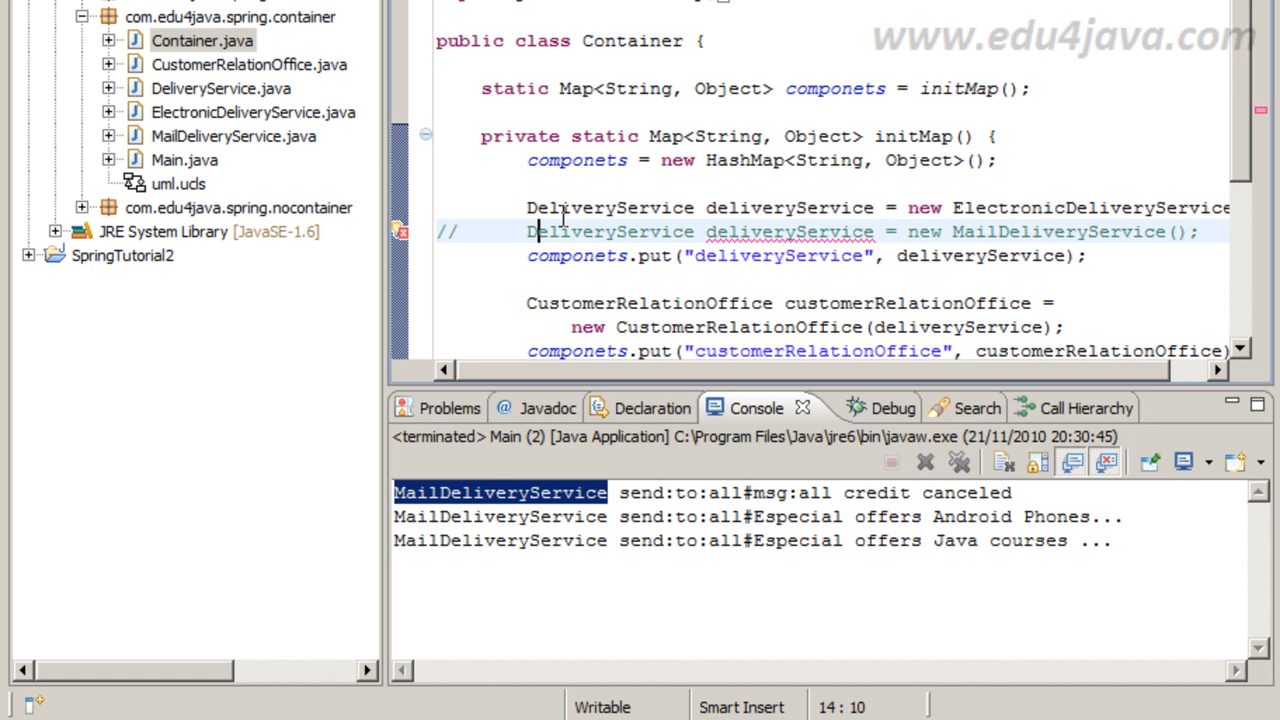 com.edu4java.spring.container
Container.java
CustomerRelationOffice.java
DeliveryService.java
ElectronicDeliveryService.java
MailDeliveryService.java
Main.java
uml.ucls
com.edu4java.spring.nocontainer
JRE System Library [JavaSE-1.6]
SpringTutorial2
www.edu4java.com
public class Container {
static Map<String, Object> componets = initMap();
private static Map<String, Object> initMap() {
componets = new HashMap<String, Object>();
DeliveryService deliveryService = new ElectronicDeliveryService
// DeliveryService deliveryService = new MailDeliveryService();
componets.put("deliveryService", deliveryService);
CustomerRelationOffice customerRelationOffice =
new CustomerRelationOffice(deliveryService);
componets.put("customerRelationOffice", customerRelationOffice)
Problems @ Javadoc Declaration Console Debug Search Call Hierarchy
<terminated> Main (2) [Java Application] C:\Program Files\Java\jre6\bin\javaw.exe (21/11/2010 20:30:45)
MailDeliveryService send:to:all#msg:all credit canceled
MailDeliveryService send:to:all#Especial offers Android Phones...
MailDeliveryService send:to:all#Especial offers Java courses ...
Writable Smart Insert 14 : 10